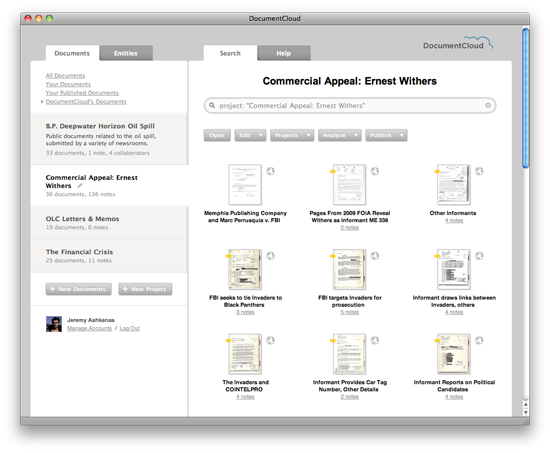 DocumentCloud
Documents
Entities
Search
Help
DocumentCloud
All Documents
Your Documents
Your Published Documents
DocumentCloud's Documents
B.P. Deepwater Horizon Oil Spill
Public documents related to the oil spill,
submitted by a variety of newsrooms.
33 documents, 1 note, 4 collaborators
Commercial Appeal: Ernest
Withers
36 documents, 136 notes
OLC Letters & Memos
19 documents, 0 notes
The Financial Crisis
25 documents, 11 notes
+ New Documents
+ New Project
Jeremy Ashkenas
Manage Accounts / Log Out
Commercial Appeal: Ernest Withers
project: "Commercial Appeal: Ernest Withers"
Open
Edit
Projects
Analyze
Publish
Memphis Publishing Company
and Marc Perrusquia v. FBI
Pages From 2009 FOIA Reveal
Withers as Informant ME 338
2 notes
Other Informants
4 notes
FBI seeks to tie Invaders to
Black Panthers
3 notes
FBI targets Invaders for
prosecution
5 notes
Informant draws links between
Invaders, others
4 notes
The Invaders and
COINTELPRO
4 notes
Informant Provides Car Tag
Number, Other Details
2 notes
Informant Reports on Political
Candidates
4 notes